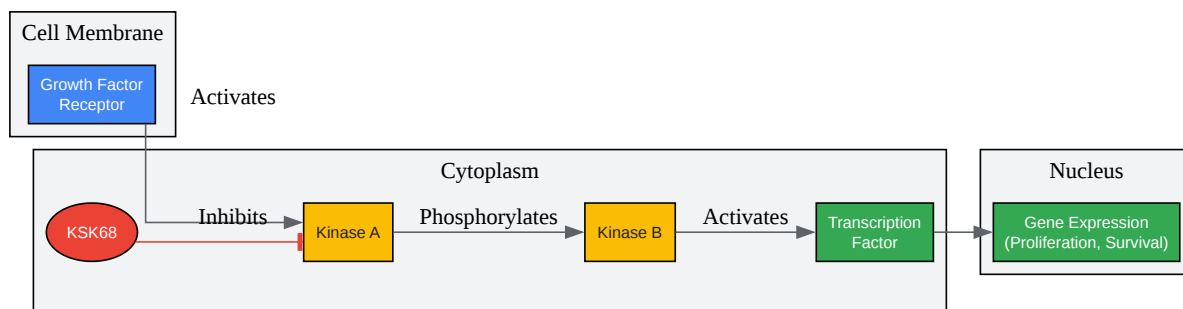 Cell Membrane
Growth Factor
Receptor
Activates
Cytoplasm
Nucleus
KSK68
Inhibits
Kinase A
Phosphorylates
Kinase B
Activates
Transcription
Factor
Gene Expression
(Proliferation, Survival)